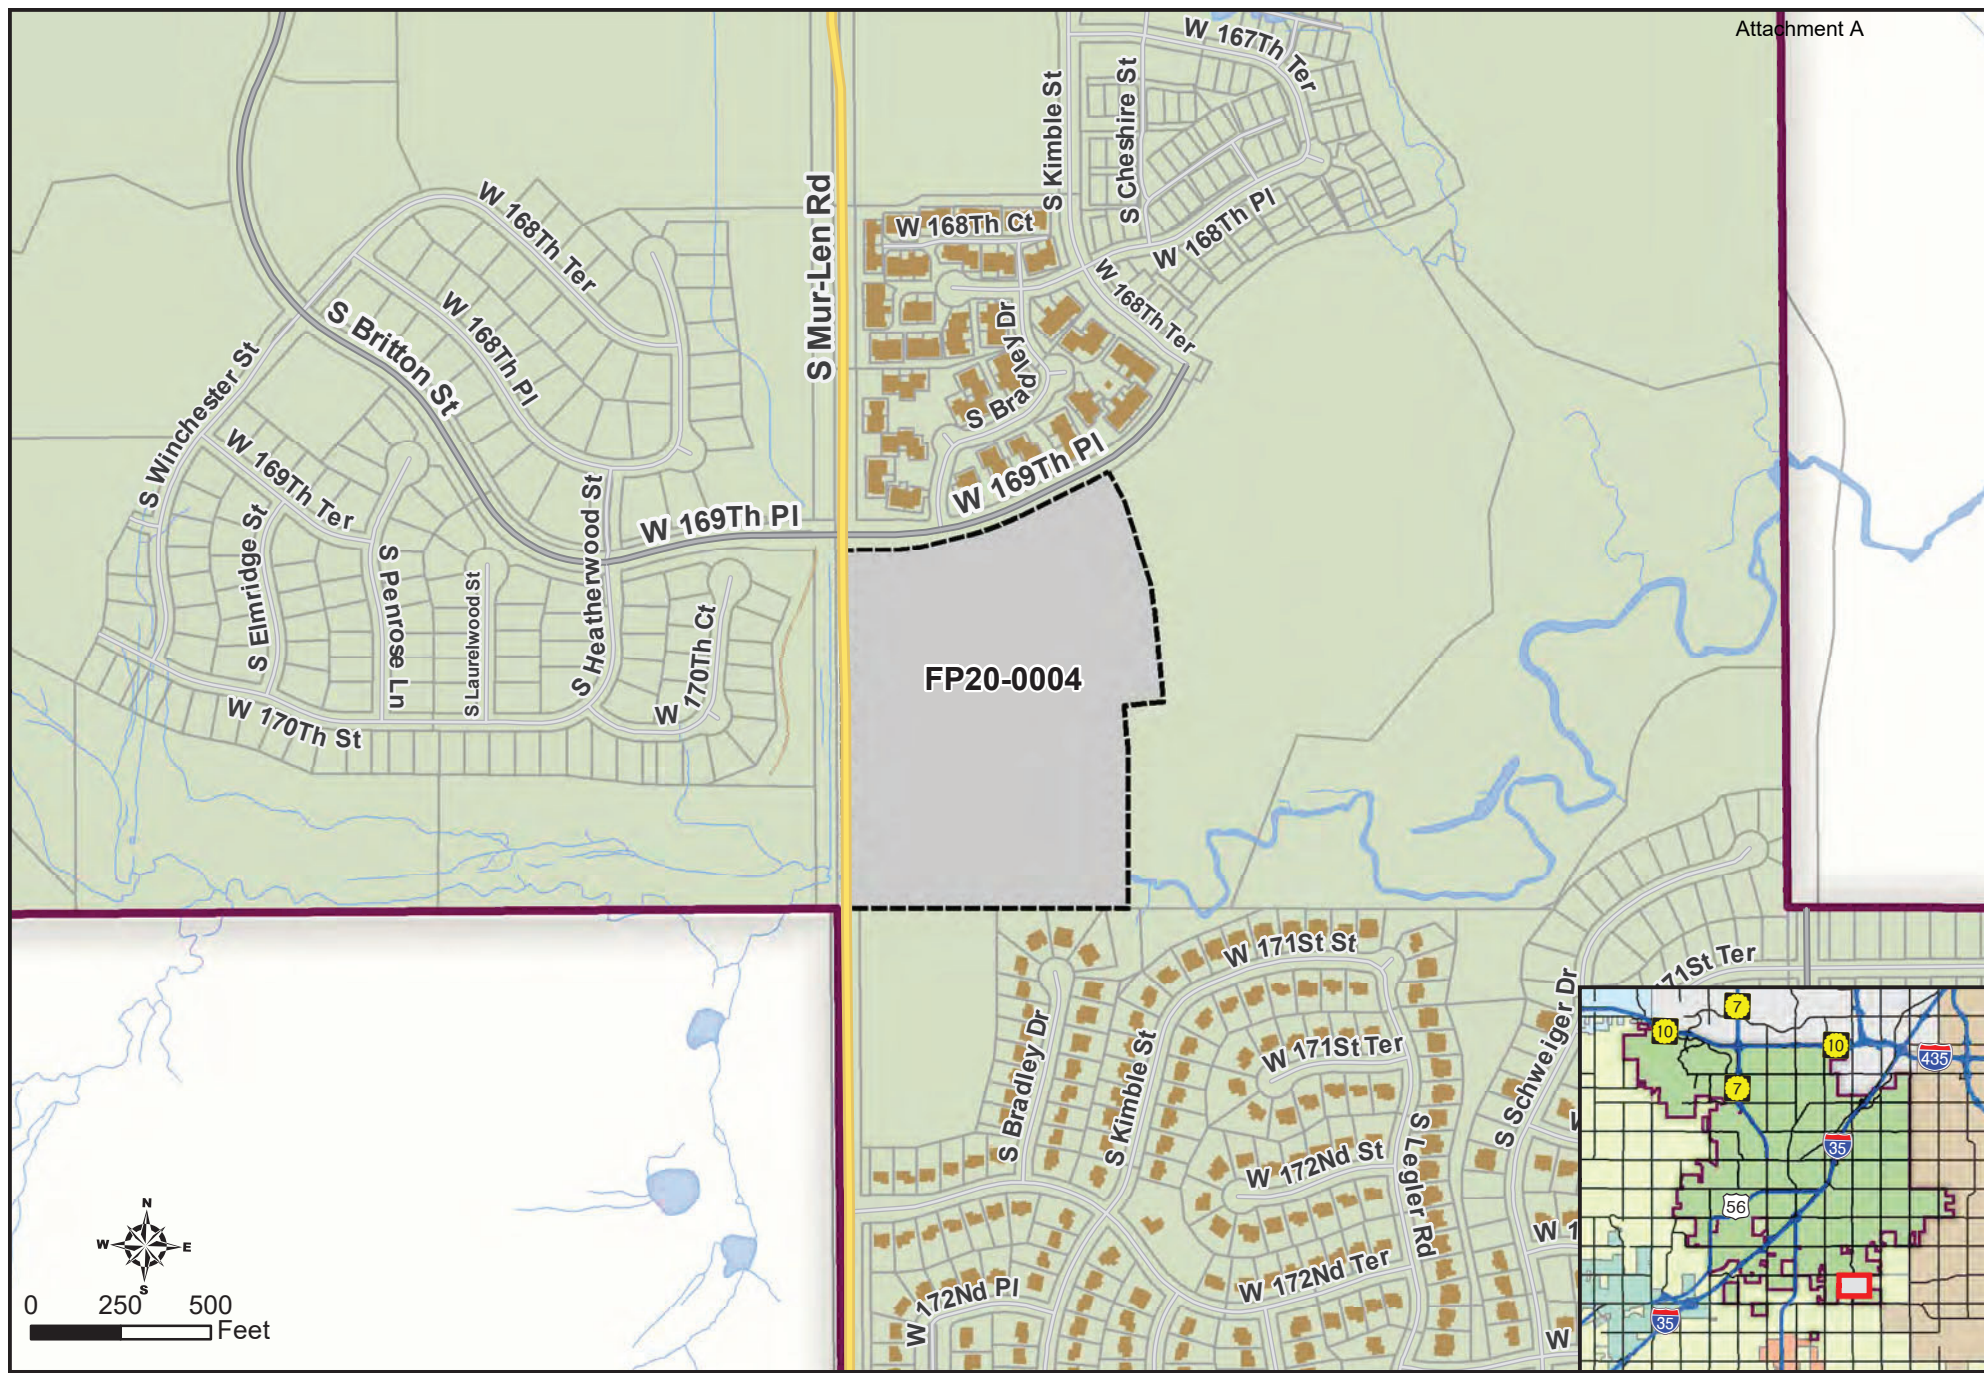 Attachment A
W 167Th Ter
S Kimble St
S Cheshire St
S Mur-Len Rd
W 168Th Ter
W 168Th Ct
W 168Th Pl
W 168Th Ter
W 168Th Pl
S Britton St
S Bradley Dr
S Winchester St
W 169Th Ter
W 169Th Pl
W 169Th Pl
S Elmridge St
S Penrose Ln
S Laurelwood St
S Heatherwood St
W 170Th Ct
W 170Th St
FP20-0004
W 171St St
W 171St Ter
71St Ter
S Bradley Dr
S Kimble St
S Schweiger Dr
S Legler Rd
W 172Nd St
W 172Nd Ter
W 172Nd Pl
W 1
W
W
N
W
E
S
0 250 500
Feet
7
10
10
435
7
35
56
35